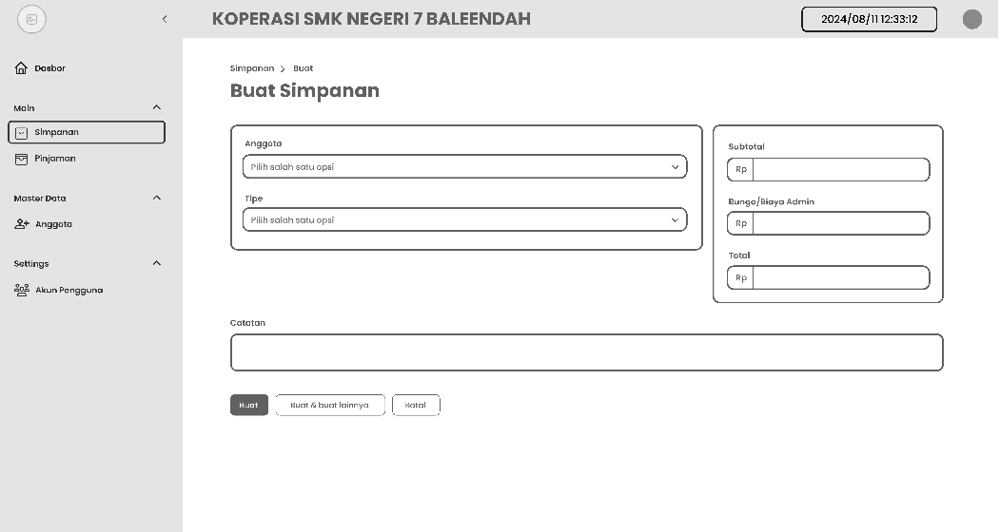 KOPERASI SMK NEGERI 7 BALEENDAH
2024/08/11 12:33:12
Dasbor
Main
Simpanan
Pinjaman
Master Data
Anggota
Settings
Akun Pengguna
Simpanan > Buat
Buat Simpanan
Anggota
Pilih salah satu opsi
Tipe
Pilih salah satu opsi
Subtotal
Rp
Bunga/Biaya Admin
Rp
Total
Rp
Catatan
Buat
Buat & buat lainnya
Batal